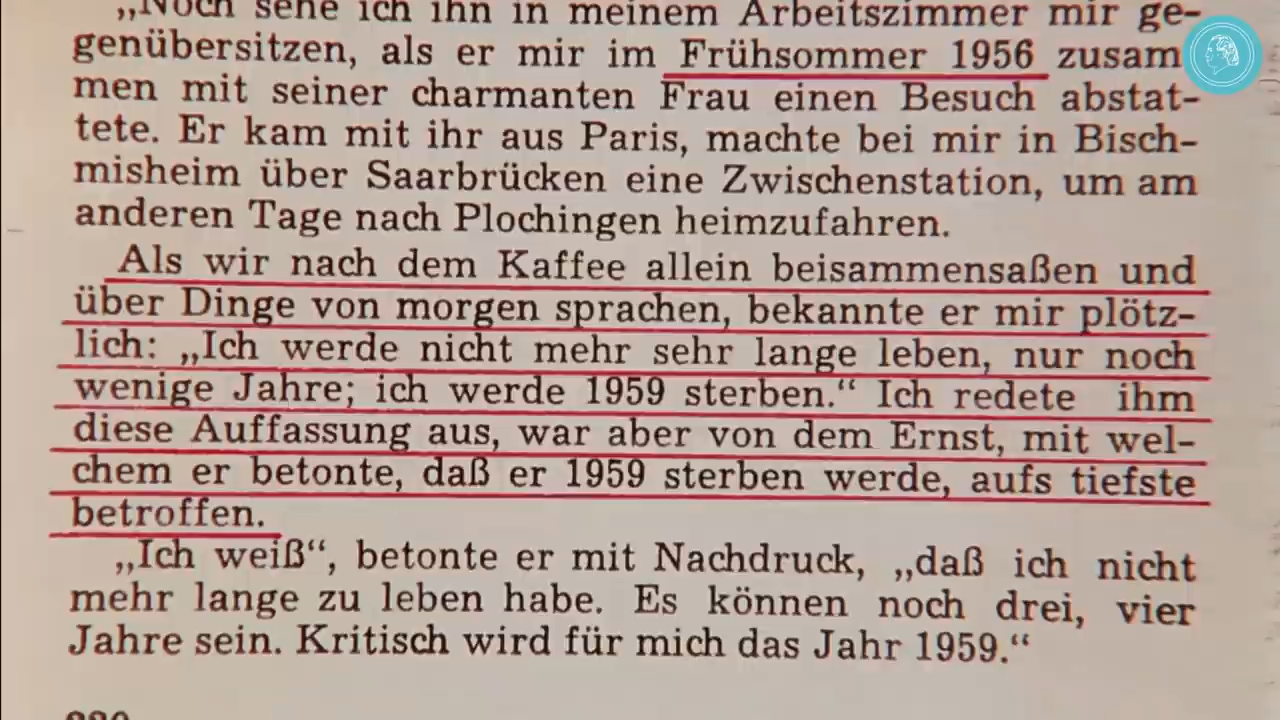 „Noch sehe ich ihn in meinem Arbeitszimmer mir ge-
genübersitzen, als er mir im Frühsommer 1956 zusam
men mit seiner charmanten Frau einen Besuch abstat-
tete. Er kam mit ihr aus Paris, machte bei mir in Bisch-
misheim über Saarbrücken eine Zwischenstation, um am
anderen Tage nach Plochingen heimzufahren.
Als wir nach dem Kaffee allein beisammensaßen und
über Dinge von morgen sprachen, bekannte er mir plötz-
lich: „Ich werde nicht mehr sehr lange leben, nur noch
wenige Jahre; ich werde 1959 sterben.“ Ich redete ihm
diese Auffassung aus, war aber von dem Ernst, mit wel-
chem er betonte, daß er 1959 sterben werde, aufs tiefste
betroffen.
„Ich weiß“, betonte er mit Nachdruck, „daß ich nicht
mehr lange zu leben habe. Es können noch drei, vier
Jahre sein. Kritisch wird für mich das Jahr 1959.“